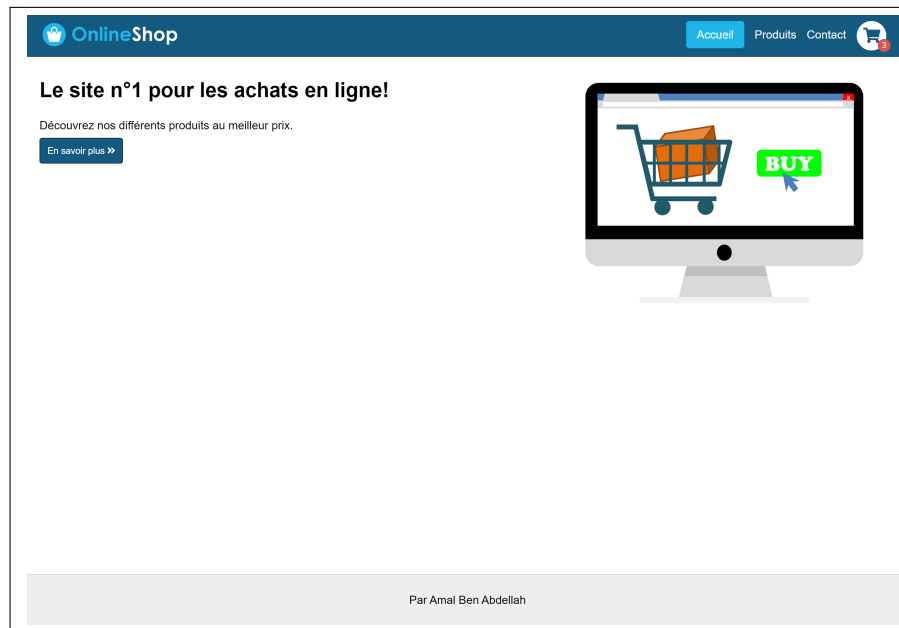 OnlineShop
Accueil Produits Contact 3
Le site n°1 pour les achats en ligne!
Découvrez nos différents produits au meilleur prix.
En savoir plus »
X
BUY
Par Amal Ben Abdellah